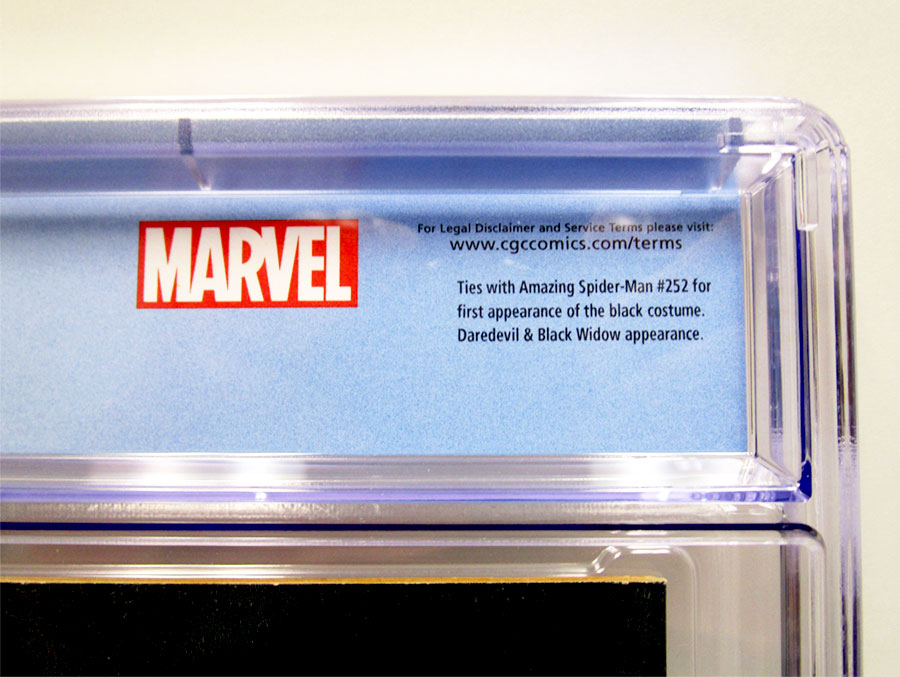 MARVEL
For Legal Disclaimer and Service Terms please visit:
www.cgccomics.com/terms
Ties with Amazing Spider-Man #252 for
first appearance of the black costume.
Daredevil & Black Widow appearance.